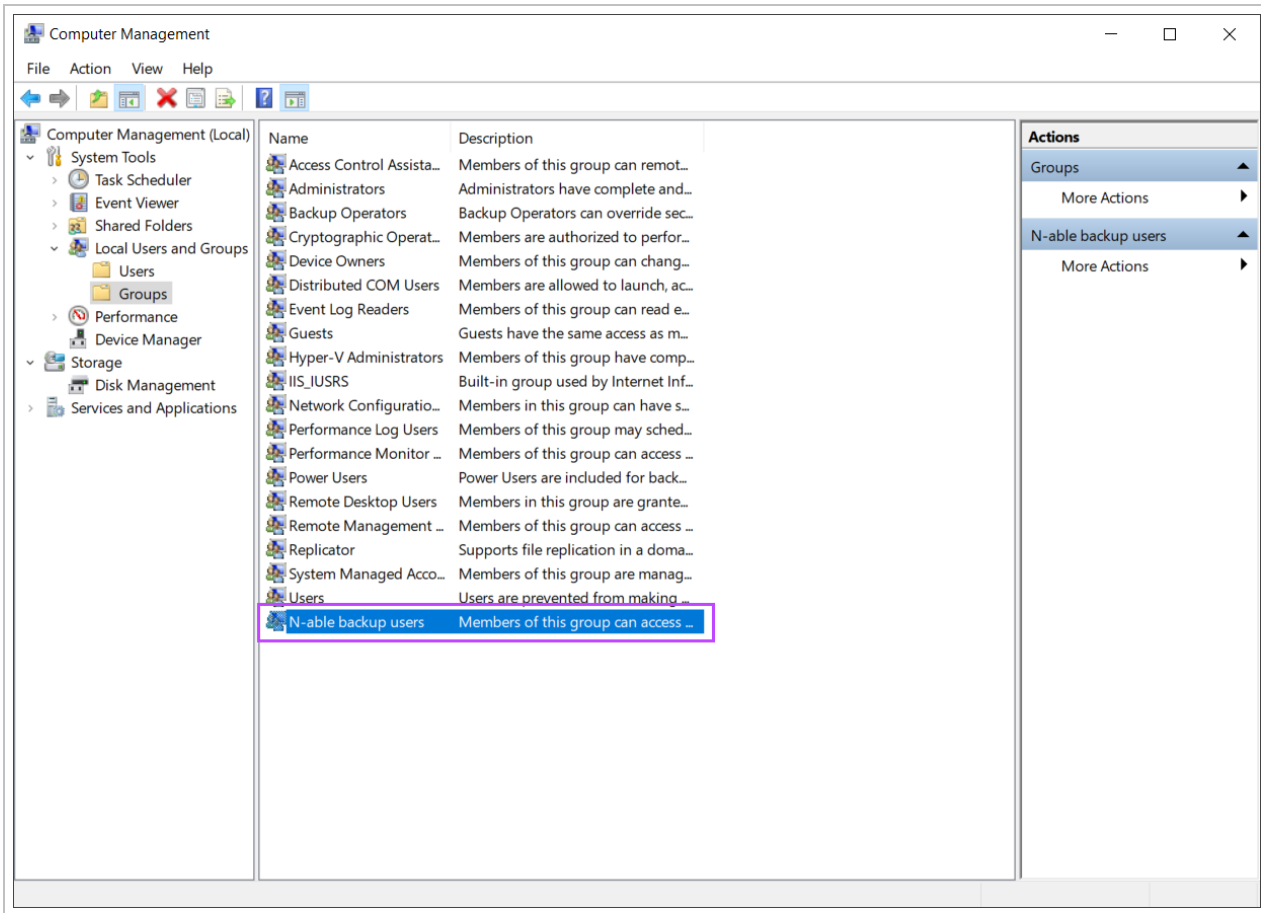 Computer Management
File Action View Help
Computer Management (Local)
System Tools
Task Scheduler
Event Viewer
Shared Folders
Local Users and Groups
Users
Groups
Performance
Device Manager
Storage
Disk Management
Services and Applications
Name Description
Access Control Assista... Members of this group can remot...
Administrators Administrators have complete and...
Backup Operators Backup Operators can override sec...
Cryptographic Operat... Members are authorized to perfor...
Device Owners Members of this group can chang...
Distributed COM Users Members are allowed to launch, ac...
Event Log Readers Members of this group can read e...
Guests Guests have the same access as m...
Hyper-V Administrators Members of this group have comp...
IIS_IUSRS Built-in group used by Internet Inf...
Network Configuratio... Members in this group can have s...
Performance Log Users Members of this group may sched...
Performance Monitor ... Members of this group can access ...
Power Users Power Users are included for back...
Remote Desktop Users Members in this group are grante...
Remote Management ... Members of this group can access ...
Replicator Supports file replication in a doma...
System Managed Acco... Members of this group are manag...
Users Users are prevented from making ...
N-able backup users Members of this group can access ...
Actions
Groups
More Actions
N-able backup users
More Actions